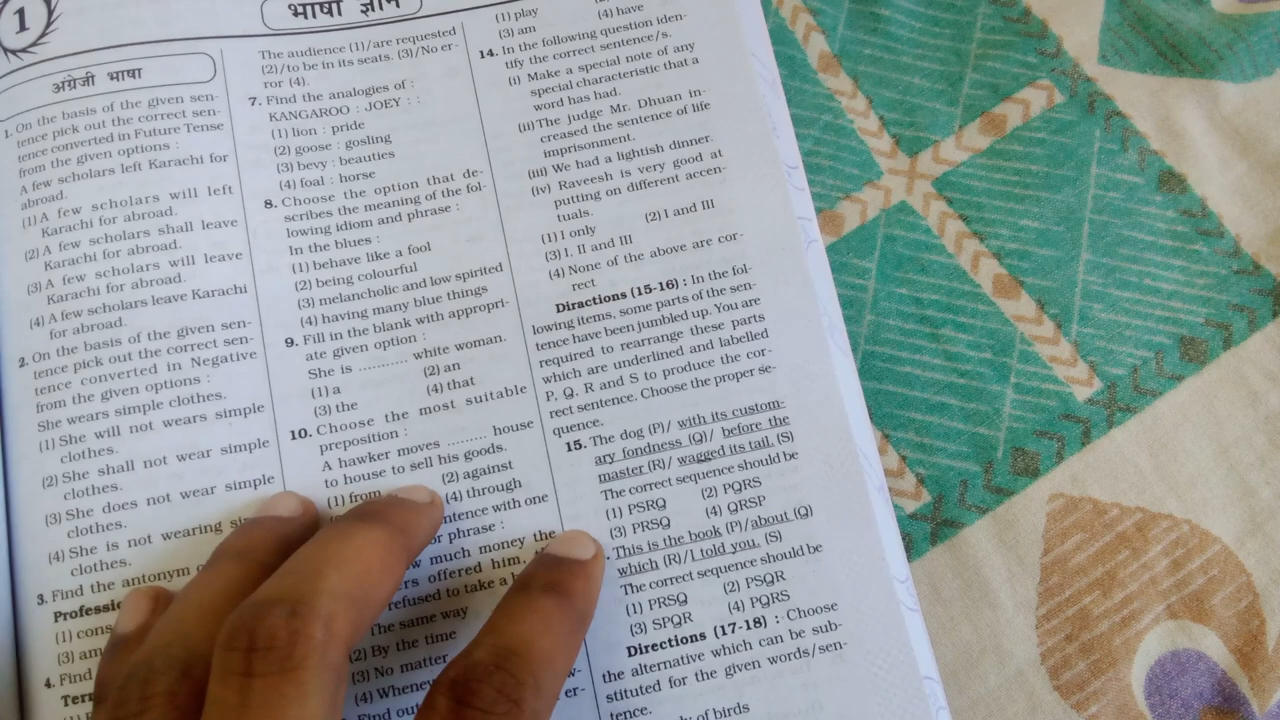 1
भाषा ज्ञान
अंग्रेजी भाषा
1. On the basis of the given sen-
tence pick out the correct sen-
tence converted in Future Tense
from the given options :
A few scholars left Karachi for
abroad.
(1) A few scholars will left
Karachi for abroad.
(2) A few scholars shall leave
Karachi for abroad.
(3) A few scholars will leave
Karachi for abroad.
(4) A few scholars leave Karachi
for abroad.
2. On the basis of the given sen-
tence pick out the correct sen-
tence converted in Negative
from the given options :
She wears simple clothes.
(1) She will not wears simple
clothes.
(2) She shall not wear simple
clothes.
(3) She does not wear simple
clothes.
(4) She is not wearing
clothes.
3. Find the antonym
(1)
(3)
4. Find
The audience (1)/are requested
(2)/to be in its seats. (3)/No er-
ror (4).
7. Find the analogies of :
KANGAROO : JOEY : :
(1) lion : pride
(2) goose : gosling
(3) bevy : beauties
(4) foal : horse
8. Choose the option that de-
scribes the meaning of the fol-
lowing idiom and phrase :
In the blues :
(1) behave like a fool
(2) being colourful
(3) melancholic and low spirited
(4) having many blue things
9. Fill in the blank with appropri-
ate given option :
She is ........... white woman.
(1) a (2) an
(3) the (4) that
10. Choose the most suitable
preposition :
A hawker moves ......... house
to house to sell his goods.
(1) from (2) against
(4) through
with one
or phrase :
much money the
offered him,
refused to take a
The same way
(2) By the time
(3) No matter
(4)
Find out
er-
(1) play
(4) have
(3) am
14. In the following question iden-
tify the correct sentence/s.
(i) Make a special note of any
special characteristic that a
word has had.
(ii) The judge Mr. Dhuan in-
creased the sentence of life
imprisonment.
(iii) We had a lightish dinner.
(iv) Raveesh is very good at
putting on different accen-
tuals.
(1) I only (2) I and III
(3) I, II and III
(4) None of the above are cor-
rect
Directions (15-16) : In the fol-
lowing items, some parts of the sen-
tence have been jumbled up. You are
required to rearrange these parts
which are underlined and labelled
P, Q, R and S to produce the cor-
rect sentence. Choose the proper se-
quence.
15. The dog (P)/ with its custom-
ary fondness (Q)/ before the
master (R)/ wagged its tail. (S)
The correct sequence should be
(1) PSRQ (2) PQRS
(3) PRSQ (4) QRSP
This is the book (P)/about (Q)
which (R)/I told you. (S)
The correct sequence should be
(1) PRSQ (2) PSQR
(3) SPQR (4) PQRS
Directions (17-18) : Choose
the alternative which can be sub-
stituted for the given words/sen-
tence.
of birds